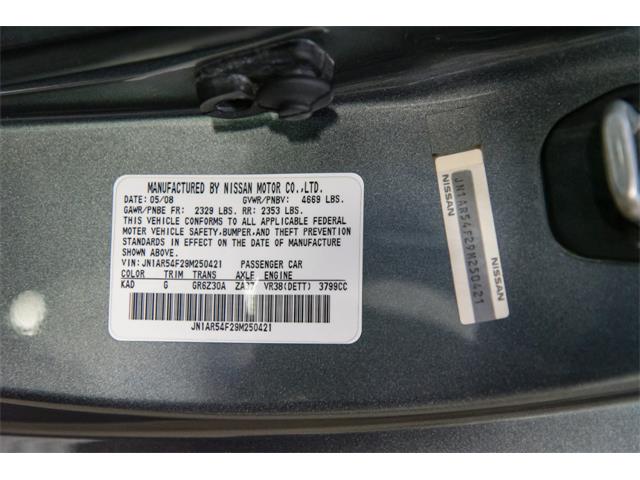 MANUFACTURED BY NISSAN MOTOR CO.,LTD.
DATE: 05/08 GVWR/PNBV: 4669 LBS.
GAWR/PNBE FR: 2329 LBS. RR: 2353 LBS.
THIS VEHICLE CONFORMS TO ALL APPLICABLE FEDERAL
MOTOR VEHICLE SAFETY,BUMPER,AND THEFT PREVENTION
STANDARDS IN EFFECT ON THE DATE OF MANUFACTURE
SHOWN ABOVE.
VIN: JN1AR54F29M250421 PASSENGER CAR
COLOR TRIM TRANS AXLE ENGINE
KAD G GR6Z30A ZA37 VR38(DETT) 3799CC
JN1AR54F29M250421
NISSAN NISSAN
JN1AR54F29M250421
NISSAN